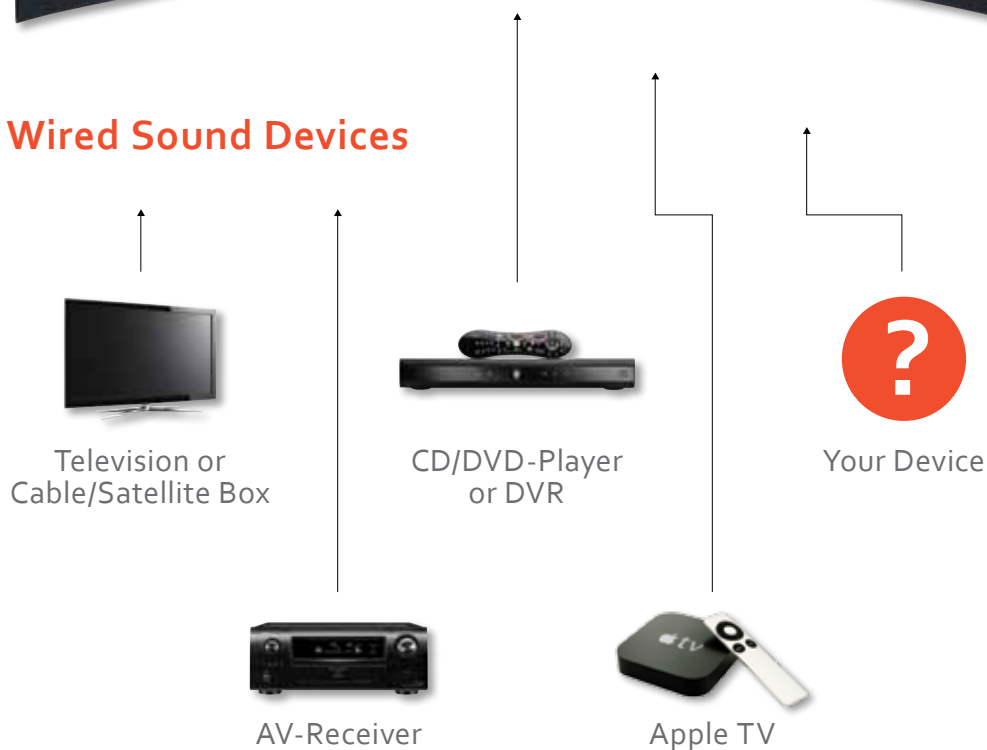 Wired Sound Devices
?
Television or
Cable/Satellite Box
CD/DVD-Player
or DVR
Your Device
tv
AV-Receiver
Apple TV